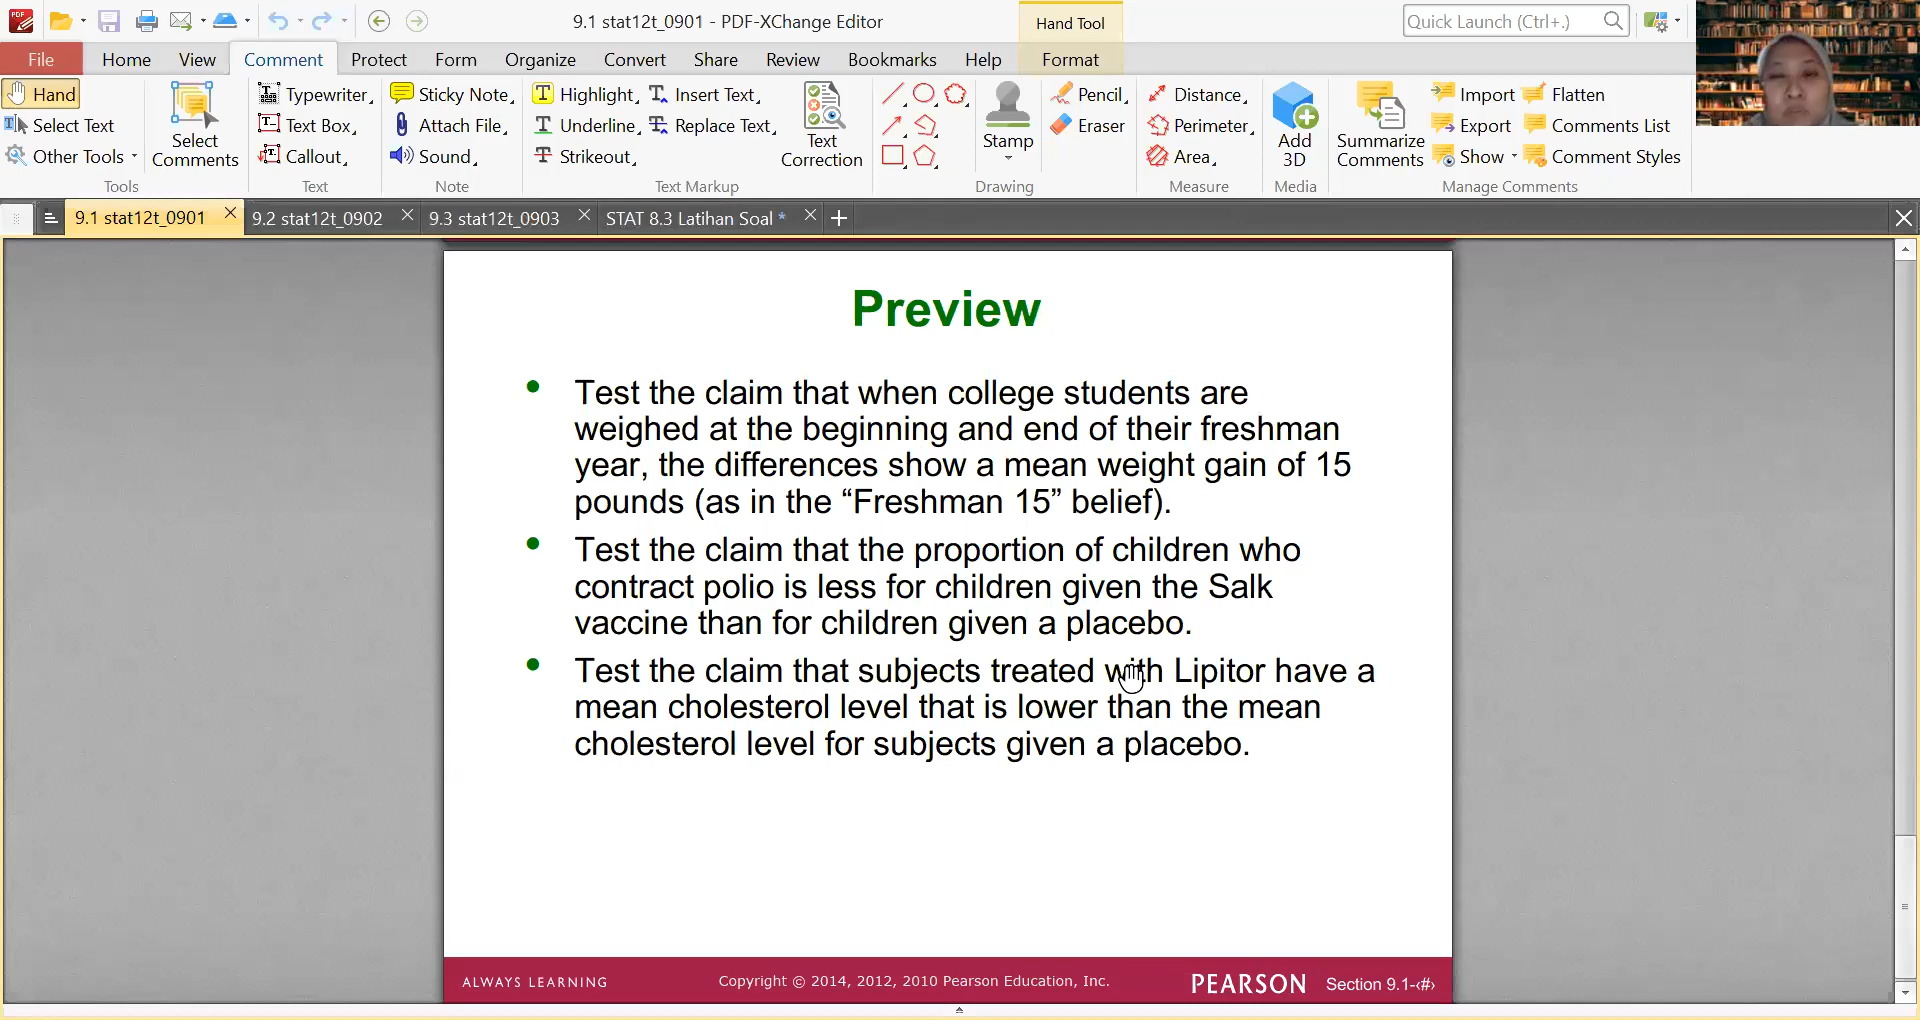 9.1 stat12t_0901 - PDF-XChange Editor
Hand Tool
Quick Launch (Ctrl+.)
File
Home
View
Comment
Protect
Form
Organize
Convert
Share
Review
Bookmarks
Help
Format
Hand
Select Text
Other Tools
Tools
Select
Comments
Typewriter
Text Box
Callout
Text
Sticky Note
Attach File
Sound
Note
Highlight
Underline
Strikeout
Insert Text
Replace Text
Text
Correction
Text Markup
Stamp
Pencil
Eraser
Drawing
Distance
Perimeter
Area
Measure
Add
3D
Media
Summarize
Comments
Import
Export
Show
Flatten
Comments List
Comment Styles
Manage Comments
9.1 stat12t_0901
9.2 stat12t_0902
9.3 stat12t_0903
STAT 8.3 Latihan Soal *
Preview
• Test the claim that when college students are
weighed at the beginning and end of their freshman
year, the differences show a mean weight gain of 15
pounds (as in the “Freshman 15” belief).
• Test the claim that the proportion of children who
contract polio is less for children given the Salk
vaccine than for children given a placebo.
• Test the claim that subjects treated with Lipitor have a
mean cholesterol level that is lower than the mean
cholesterol level for subjects given a placebo.
ALWAYS LEARNING
Copyright © 2014, 2012, 2010 Pearson Education, Inc.
PEARSON
Section 9.1-‹#›